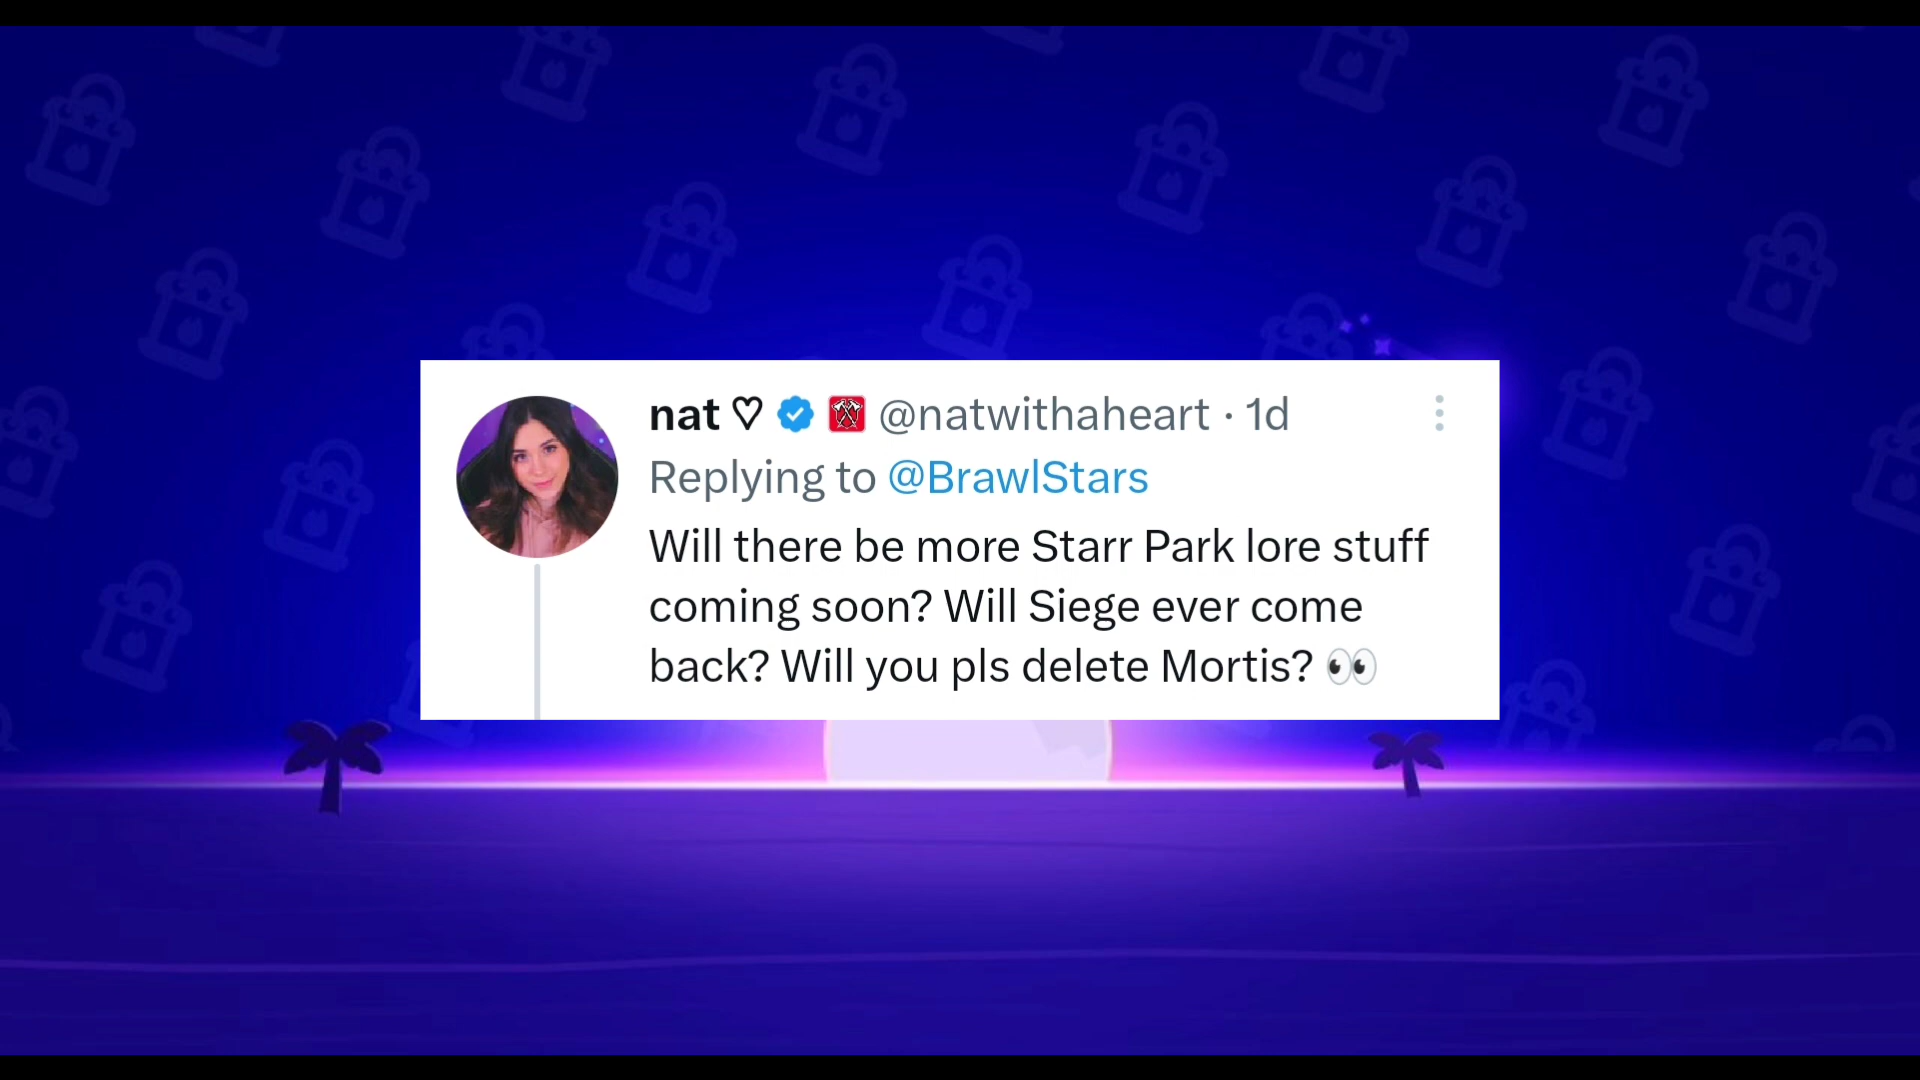 nat ♡ @natwithaheart · 1d
Replying to @BrawlStars
Will there be more Starr Park lore stuff
coming soon? Will Siege ever come
back? Will you pls delete Mortis? 👀